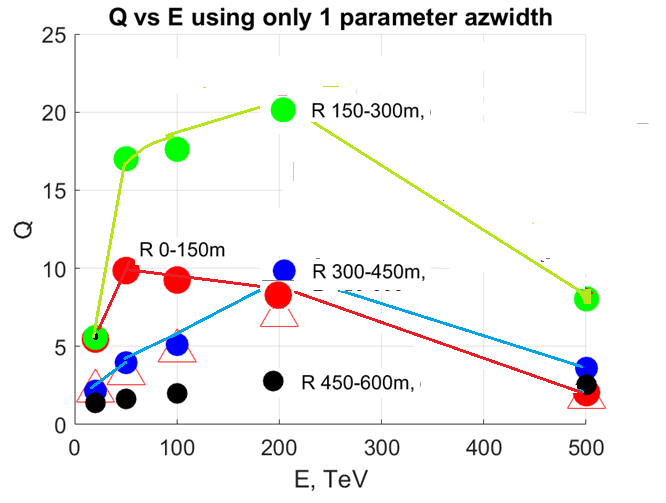 Q vs E using only 1 parameter azwidth
25
20
15
10
5
0
Q
R 150-300m,
R 0-150m
R 300-450m,
R 450-600m,
0
100
200
300
400
500
E, TeV